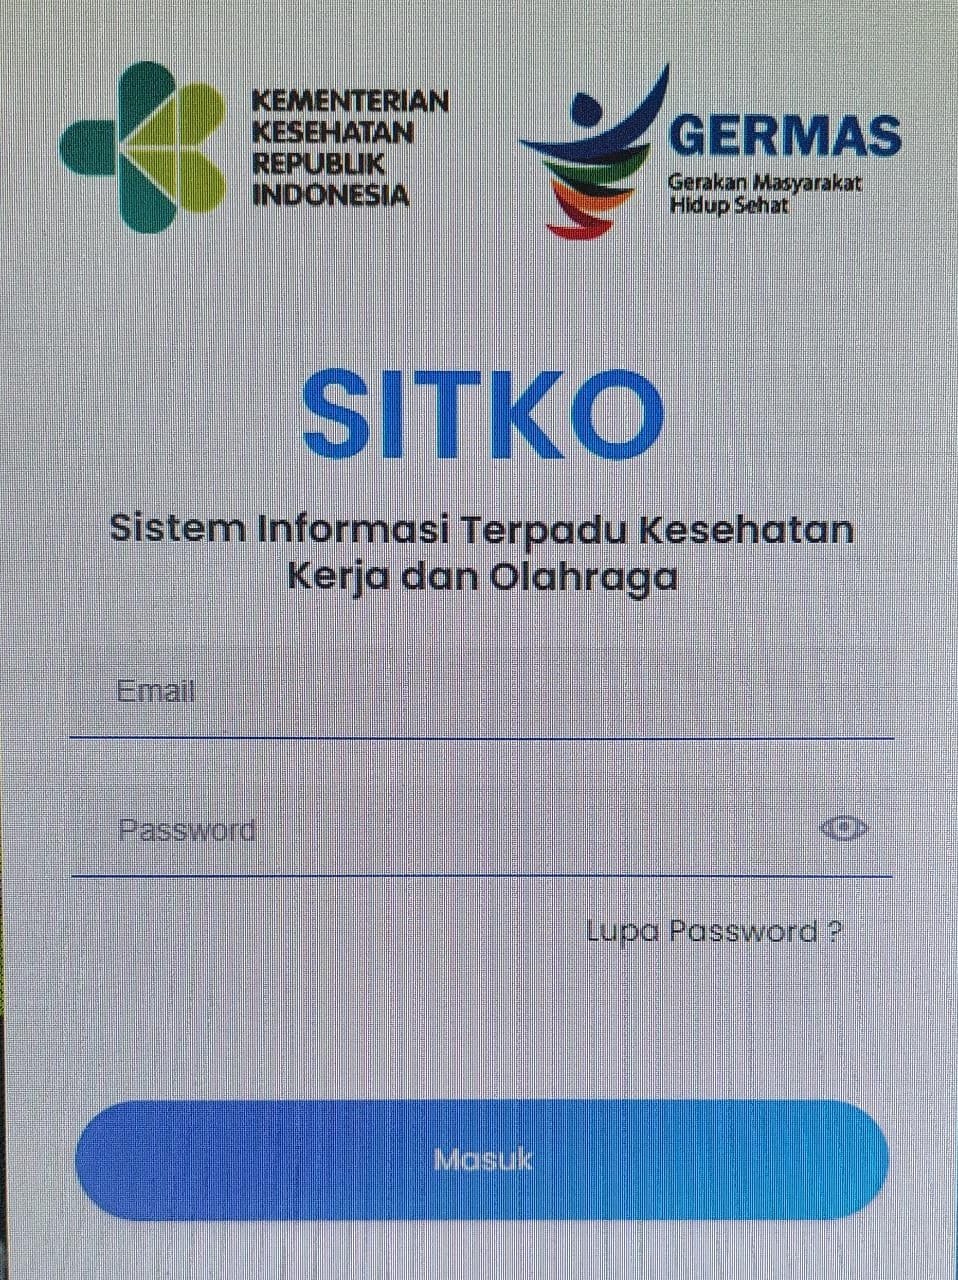 KEMENTERIAN
KESEHATAN
REPUBLIK
INDONESIA
GERMAS
Gerakan Masyarakat
Hidup Sehat
SITKO
Sistem Informasi Terpadu Kesehatan
Kerja dan Olahraga
Email
Password
Lupa Password ?
Masuk